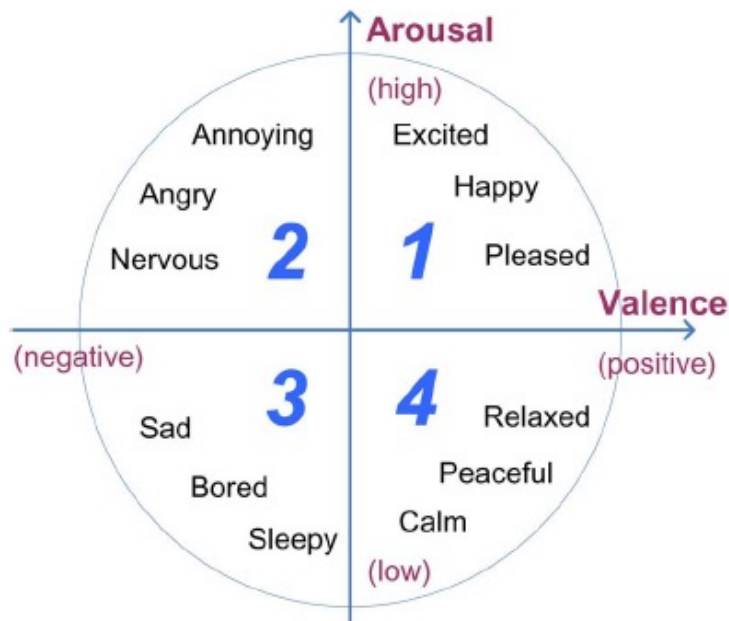 Arousal
(high)
Annoying
Excited
Angry
Happy
Nervous
2
1
Pleased
Valence
(negative)
(positive)
3
4
Sad
Relaxed
Bored
Peaceful
Sleepy
Calm
(low)